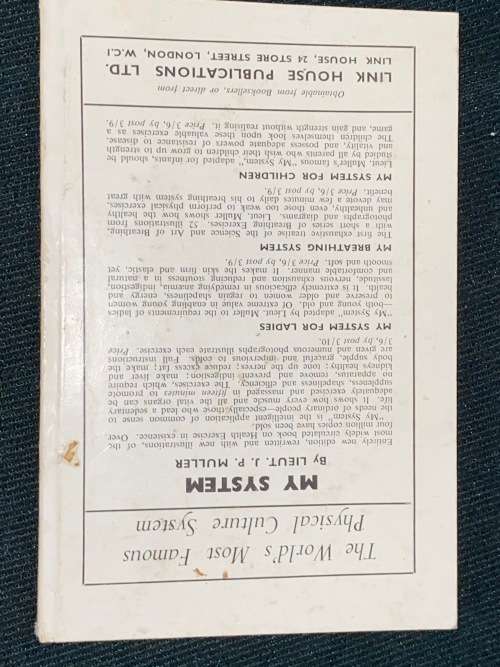 The World's Most Famous
Physical Culture System
MY SYSTEM
By LIEUT. J. P. MULLER
Entirely new edition, rewritten and with new illustrations, of the
most widely circulated book on Health Exercise in existence. Over
four million copies have been sold.
"My System" is the intelligent application of common sense to
the needs of ordinary people—especially those who lead a sedentary
life. It shows how every muscle and all the vital organs can be
adequately exercised and massaged in fifteen minutes to promote
suppleness, shapeliness and efficiency. The exercises, which require
no apparatus, remove and prevent indigestion; make liver and
kidneys healthy; tone up the nerves; reduce excess fat; make the
body supple, graceful and impervious to colds. Full instructions
are given and numerous photographs illustrate each exercise. Price
3/6, by post 3/10.
MY SYSTEM FOR LADIES
"My System", adapted by Lieut. Muller to the requirements of ladies
—both young and old. Of extreme value in enabling young women
to preserve and older women to regain shapeliness, energy and
health. It is extremely efficacious in remedying anæmia, indigestion,
insomnia, nervous exhaustion and reducing stoutness in a natural
and comfortable manner. It makes the skin firm and elastic, yet
smooth and soft. Price 3/6, by post 3/9.
MY BREATHING SYSTEM
The first exhaustive treatise of the Science and Art of Breathing,
with a short series of Breathing Exercises. 52 illustrations from
photographs and diagrams. Lieut. Muller shows how the healthy
and unhealthy, even those too weak to perform physical exercises,
may devote a few minutes daily to his breathing system with great
benefit. Price 3/6, by post 3/9.
MY SYSTEM FOR CHILDREN
Lieut. Muller's famous "My System," adapted for infants, should be
studied by all parents who wish their children to grow up to strength
and vitality, and possess adequate powers of resistance to disease.
The children themselves look upon these valuable exercises as a
game, and gain strength without realising it. Price 3/6, by post 3/9.
Obtainable from Booksellers, or direct from
LINK HOUSE PUBLICATIONS LTD.
LINK HOUSE, 24 STORE STREET, LONDON, W.C.1